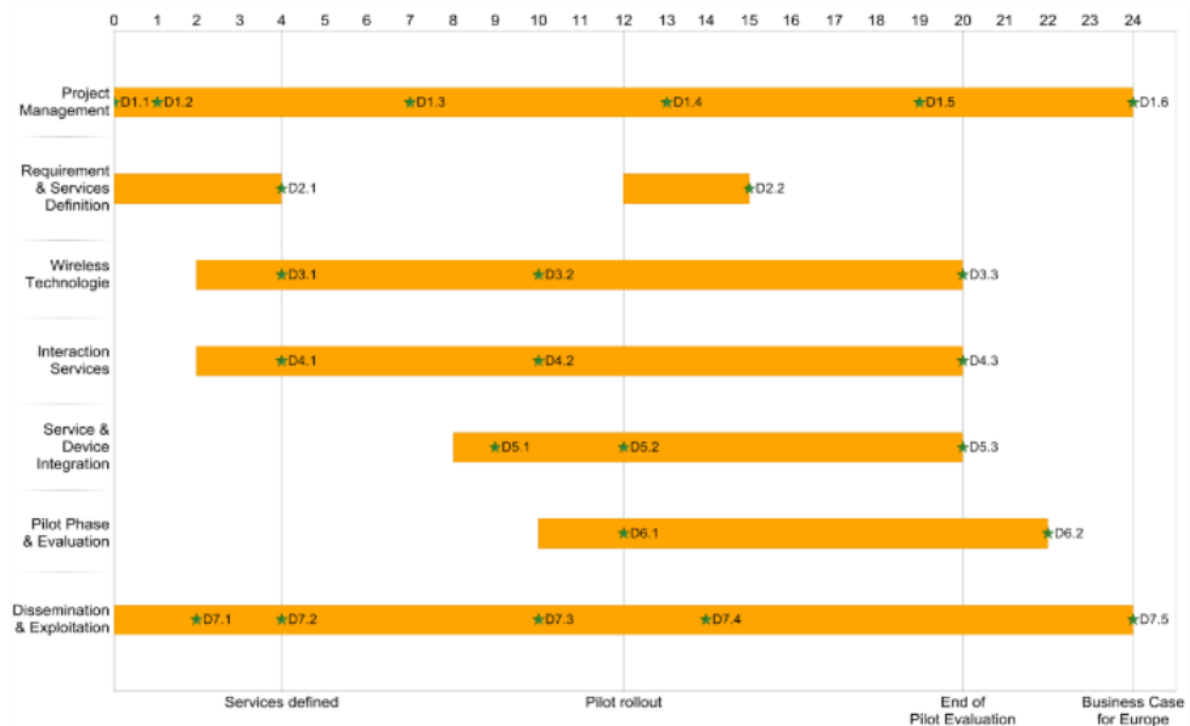 0 1 2 3 4 5 6 7 8 9 10 11 12 13 14 15 16 17 18 19 20 21 22 23 24
Project
Management
D1.1 D1.2 D1.3 D1.4 D1.5 D1.6
Requirement
& Services
Definition
D2.1 D2.2
Wireless
Technologie
D3.1 D3.2 D3.3
Interaction
Services
D4.1 D4.2 D4.3
Service &
Device
Integration
D5.1 D5.2 D5.3
Pilot Phase
& Evaluation
D6.1 D6.2
Dissemination
& Exploitation
D7.1 D7.2 D7.3 D7.4 D7.5
Services defined
Pilot rollout
End of
Pilot Evaluation
Business Case
for Europe